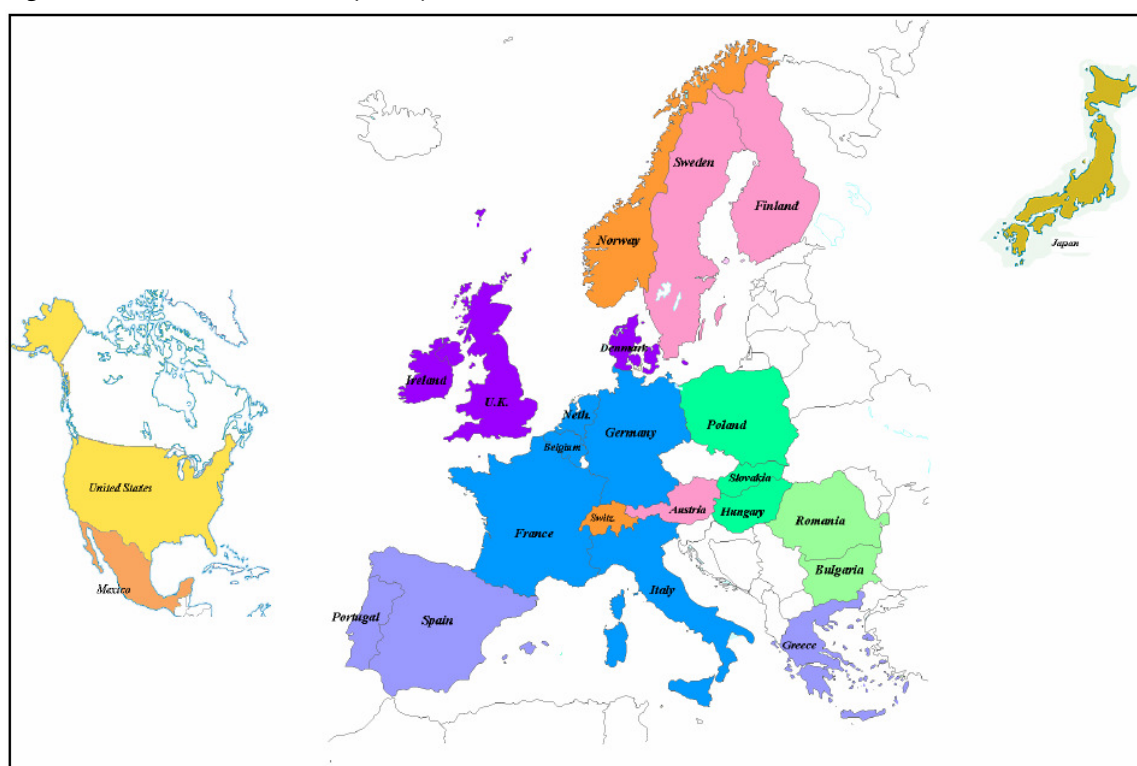 Sweden
Finland
Norway
Japan
Denmark
Ireland
U.K.
Neth.
Germany
Poland
Belgium
Slovakia
United States
Austria
Hungary
Switz.
Romania
France
Bulgaria
Mexico
Italy
Portugal
Spain
Greece